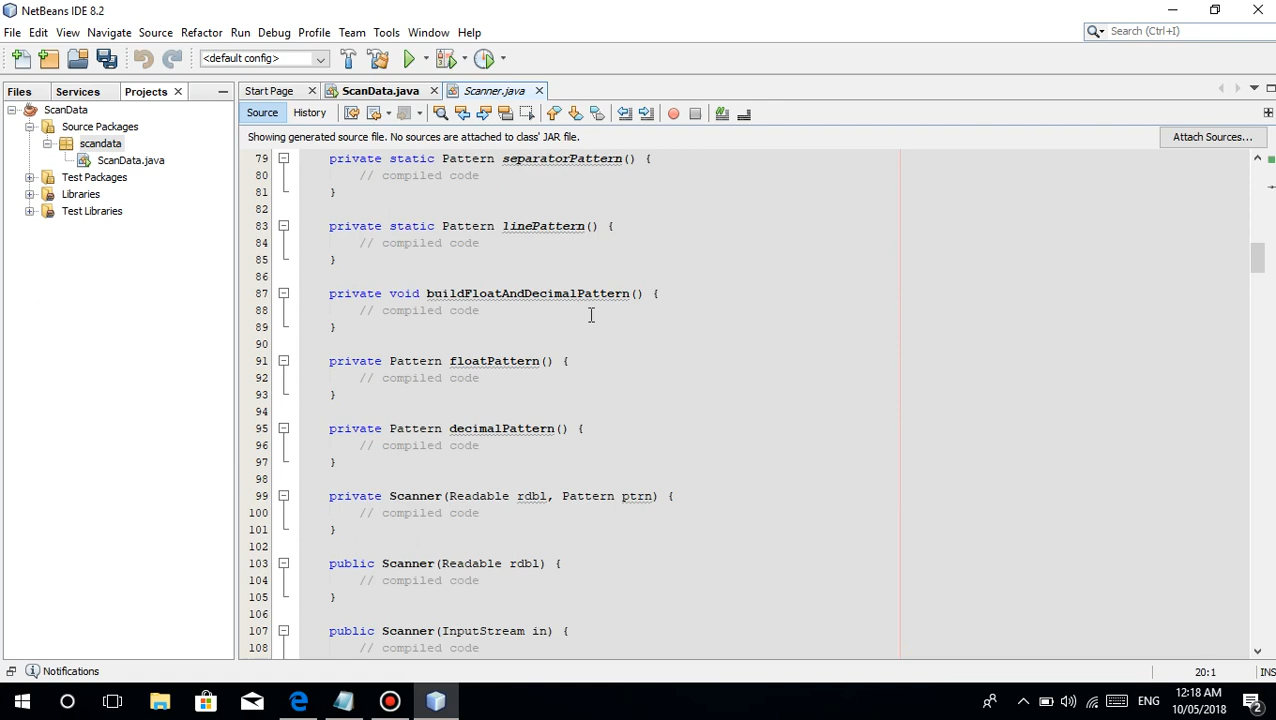 NetBeans IDE 8.2
File Edit View Navigate Source Refactor Run Debug Profile Team Tools Window Help
Search (Ctrl+I)
<default config>
Files Services Projects
Start Page ScanData.java Scanner.java
ScanData
Source Packages
scandata
ScanData.java
Test Packages
Libraries
Test Libraries
Source History
Showing generated source file. No sources are attached to class' JAR file.
Attach Sources...
79 private static Pattern separatorPattern() {
80 // compiled code
81 }
82
83 private static Pattern linePattern() {
84 // compiled code
85 }
86
87 private void buildFloatAndDecimalPattern() {
88 // compiled code
89 }
90
91 private Pattern floatPattern() {
92 // compiled code
93 }
94
95 private Pattern decimalPattern() {
96 // compiled code
97 }
98
99 private Scanner(Readable rdbl, Pattern ptrn) {
100 // compiled code
101 }
102
103 public Scanner(Readable rdbl) {
104 // compiled code
105 }
106
107 public Scanner(InputStream in) {
108 // compiled code
Notifications
20:1 INS
ENG
12:18 AM
10/05/2018
2